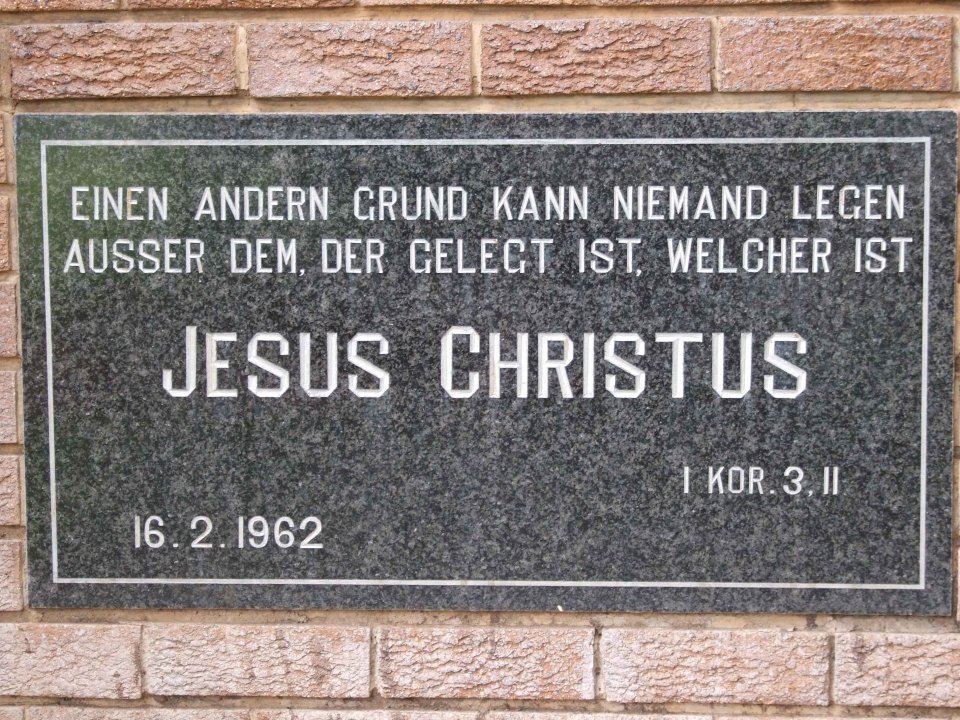 EINEN ANDERN GRUND KANN NIEMAND LEGEN
AUSSER DEM, DER GELEGT IST, WELCHER IST
JESUS CHRISTUS
1 KOR. 3, 11
16. 2. 1962